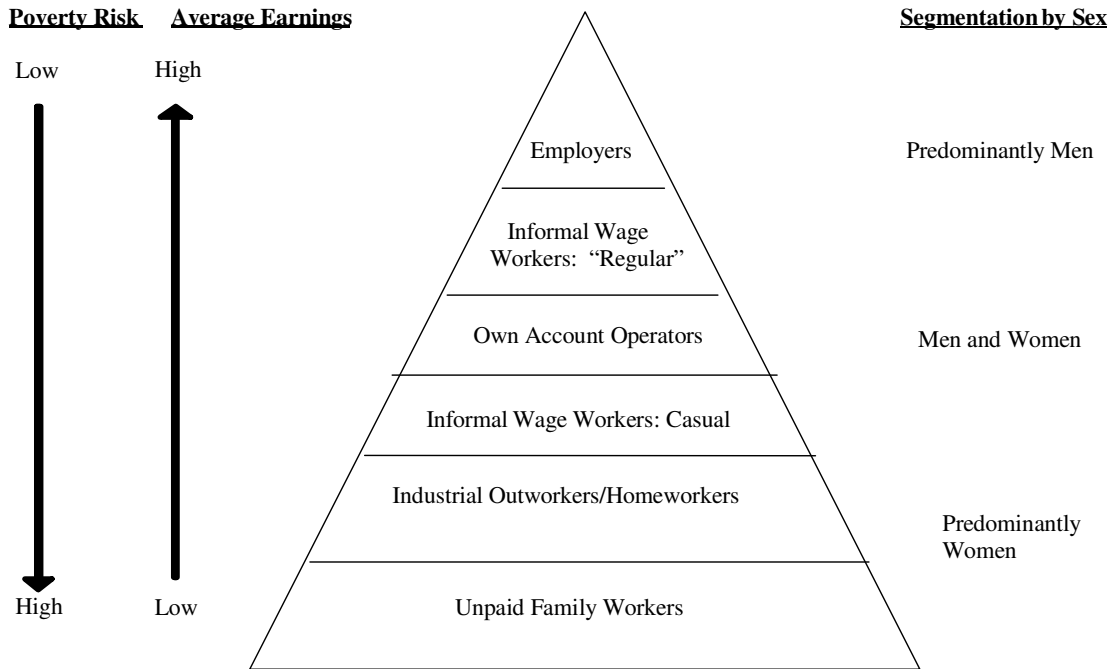 Poverty Risk Average Earnings Segmentation by Sex
Low High
Employers Predominantly Men
Informal Wage
Workers: “Regular”
Own Account Operators Men and Women
Informal Wage Workers: Casual
Industrial Outworkers/Homeworkers
Predominantly
Women
High Low Unpaid Family Workers